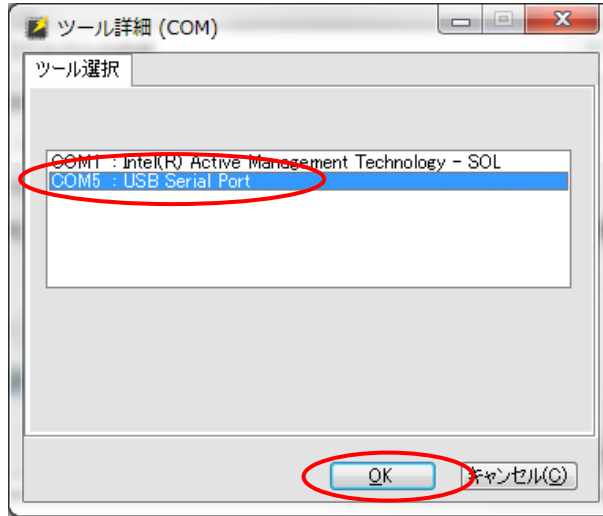 ツール詳細 (COM)
ツール選択
COM1 : Intel(R) Active Management Technology - SOL
COM5 : USB Serial Port
OK
キャンセル(C)